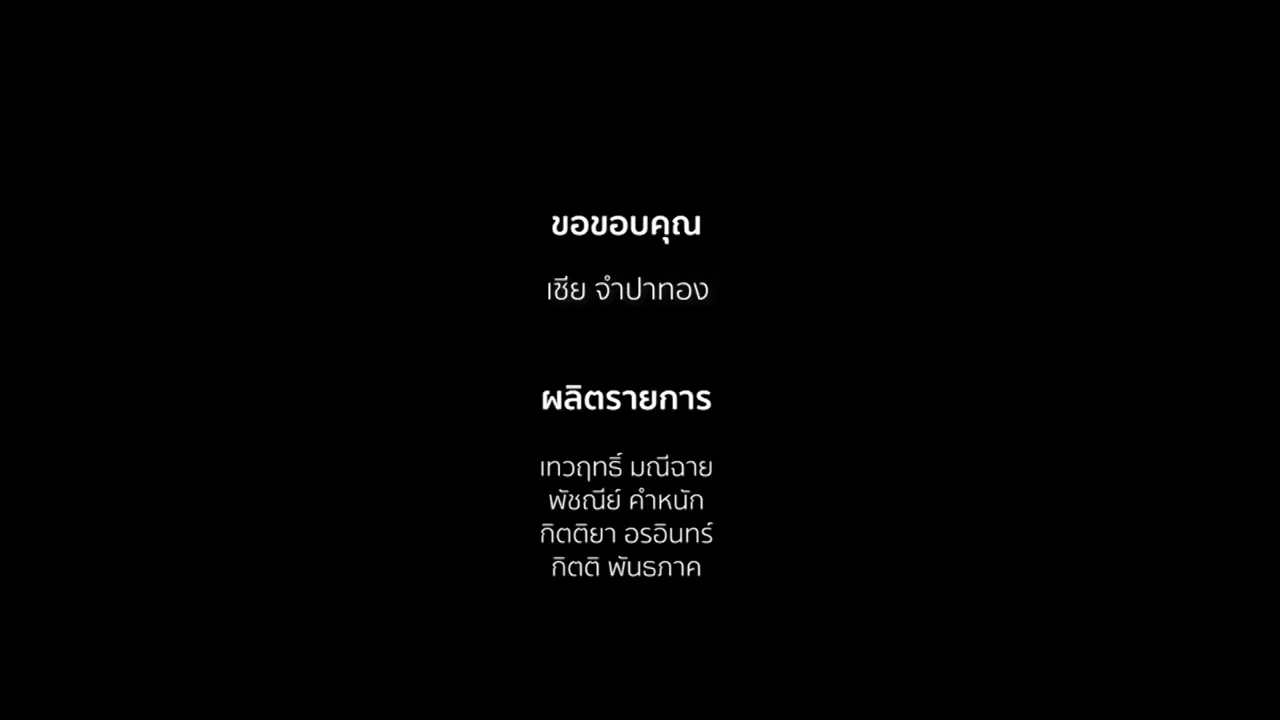 ขอขอบคุณ
เซีย จำปาทอง
ผลิตรายการ
เทวฤทธิ์ มณีฉาย
พัชณีย์ คำหนัก
กิตติยา อรอินทร์
กิตติ พันธภาค